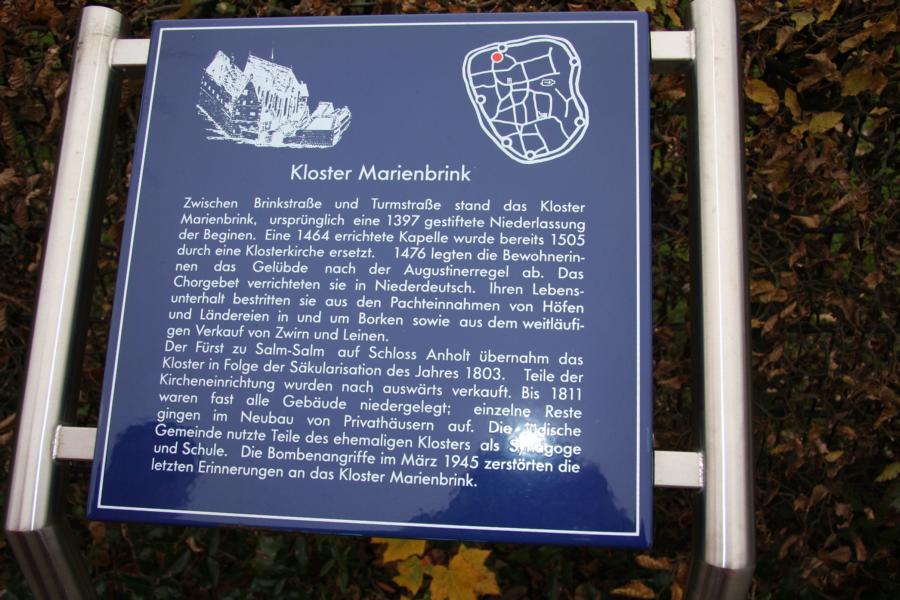 Kloster Marienbrink
Zwischen Brinkstraße und Turmstraße stand das Kloster
Marienbrink, ursprünglich eine 1397 gestiftete Niederlassung
der Beginen. Eine 1464 errichtete Kapelle wurde bereits 1505
durch eine Klosterkirche ersetzt. 1476 legten die Bewohnerin-
nen das Gelübde nach der Augustinerregel ab. Das
Chorgebet verrichteten sie in Niederdeutsch. Ihren Lebens-
unterhalt bestritten sie aus den Pachteinnahmen von Höfen
und Ländereien in und um Borken sowie aus dem weitläufi-
gen Verkauf von Zwirn und Leinen.
Der Fürst zu Salm-Salm auf Schloss Anholt übernahm das
Kloster in Folge der Säkularisation des Jahres 1803. Teile der
Kircheneinrichtung wurden nach auswärts verkauft. Bis 1811
waren fast alle Gebäude niedergelegt; einzelne Reste
gingen im Neubau von Privathäusern auf. Die jüdische
Gemeinde nutzte Teile des ehemaligen Klosters als Synagoge
und Schule. Die Bombenangriffe im März 1945 zerstörten die
letzten Erinnerungen an das Kloster Marienbrink.